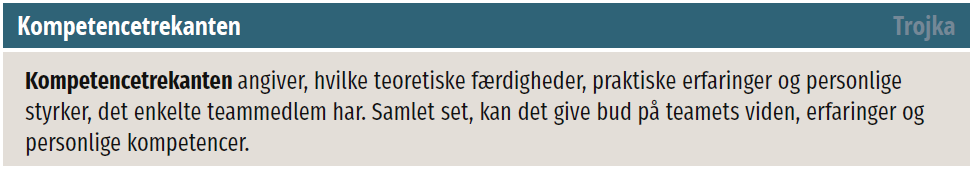 Kompetencetrekanten Trojka
Kompetencetrekanten angiver, hvilke teoretiske færdigheder, praktiske erfaringer og personlige
styrker, det enkelte teammedlem har. Samlet set, kan det give bud på teamets viden, erfaringer og
personlige kompetencer.